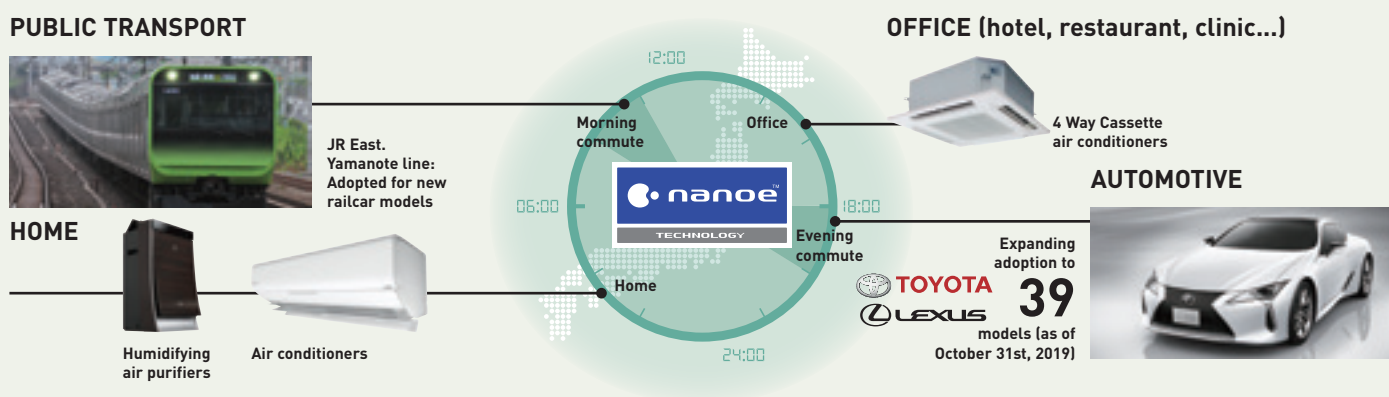 PUBLIC TRANSPORT
JR East.
Yamanote line:
Adopted for new
railcar models
HOME
Humidifying
air purifiers
Air conditioners
12:00
06:00
18:00
24:00
Morning
commute
Office
Evening
commute
Home
nanoe™
TECHNOLOGY
OFFICE (hotel, restaurant, clinic...)
4 Way Cassette
air conditioners
AUTOMOTIVE
Expanding
adoption to
39
models (as of
October 31st, 2019)
TOYOTA
LEXUS